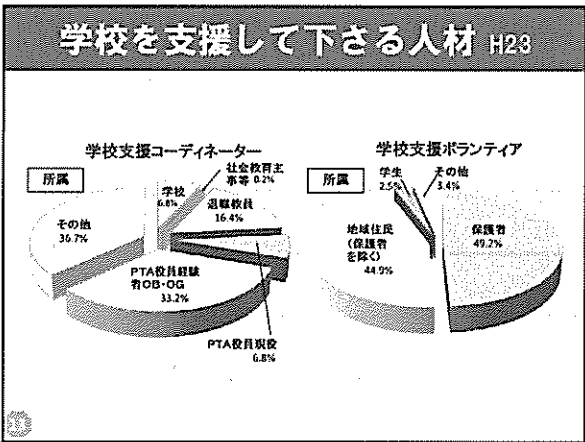 学校を支援して下さる人材 H23
学校支援コーディネーター
所属
学校
6.8%
社会教育主
事等 0.2%
退職教員
16.4%
PTA役員現役
6.8%
PTA役員経験
者OB・OG
33.2%
その他
36.7%
学校支援ボランティア
所属
学生
2.5%
その他
3.4%
保護者
49.2%
地域住民
(保護者
を除く)
44.9%